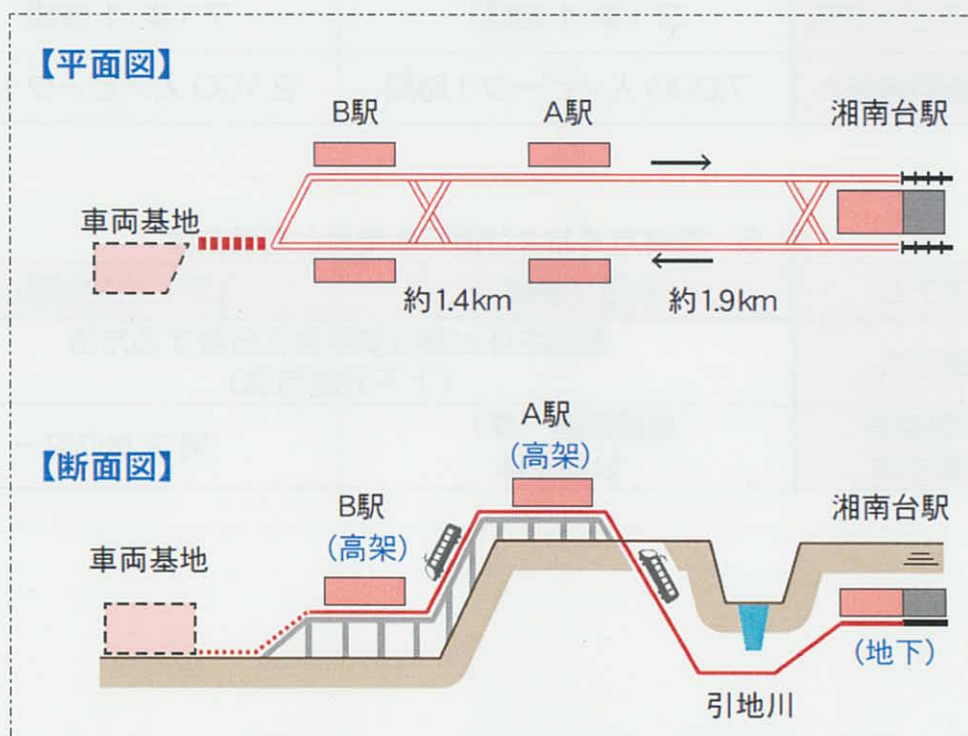 【平面図】
B駅
A駅
湘南台駅
車両基地
約1.4km
約1.9km
【断面図】
A駅
(高架)
B駅
(高架)
湘南台駅
車両基地
(地下)
引地川